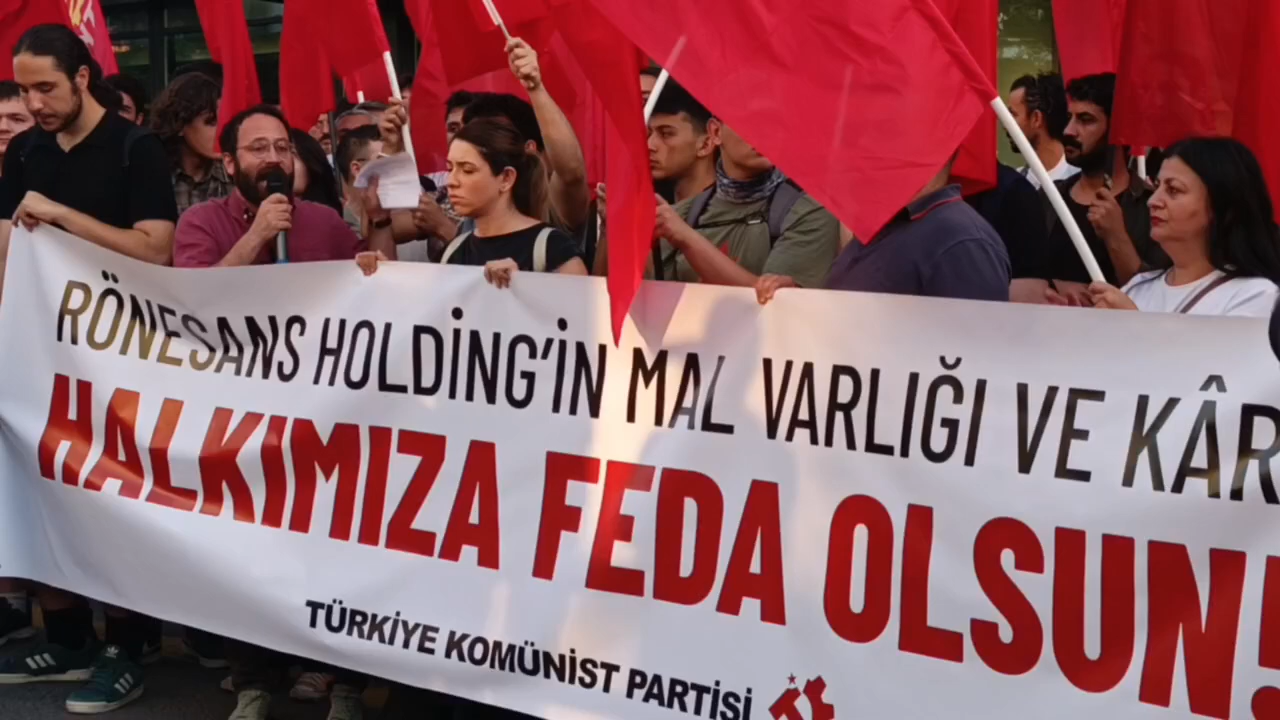 RÖNESANS HOLDİNG'İN MAL VARLIĞI VE KÂR
HALKIMIZA FEDA OLSUN!
TÜRKİYE KOMÜNİST PARTİSİ